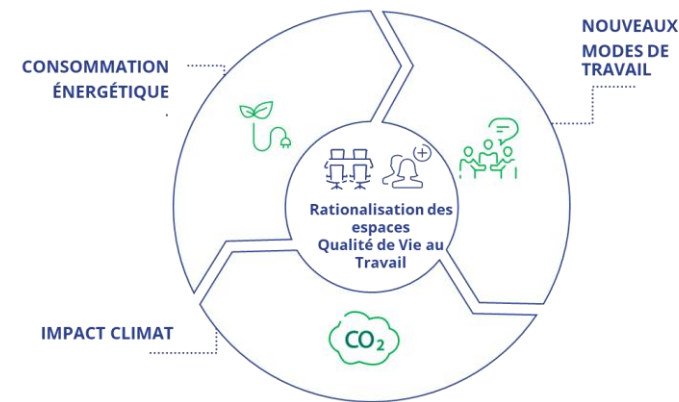 CONSOMMATION
ÉNERGÉTIQUE
.
NOUVEAUX
MODES DE
TRAVAIL
Rationalisation des
espaces
Qualité de Vie au
Travail
IMPACT CLIMAT
CO₂